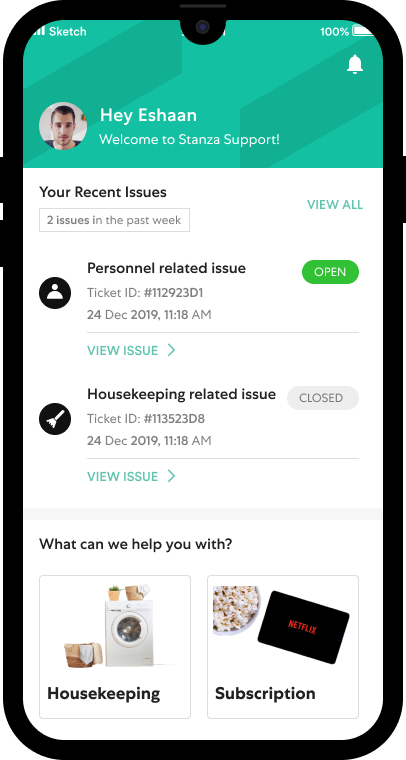 Sketch
100%
Hey Eshaan
Welcome to Stanza Support!
Your Recent Issues
VIEW ALL
2 issues in the past week
Personnel related issue
OPEN
Ticket ID: #112923D1
24 Dec 2019, 11:18 AM
VIEW ISSUE
Housekeeping related issue
CLOSED
Ticket ID: #113523D8
24 Dec 2019, 11:18 AM
VIEW ISSUE
What can we help you with?
NETFLIX
Housekeeping
Subscription